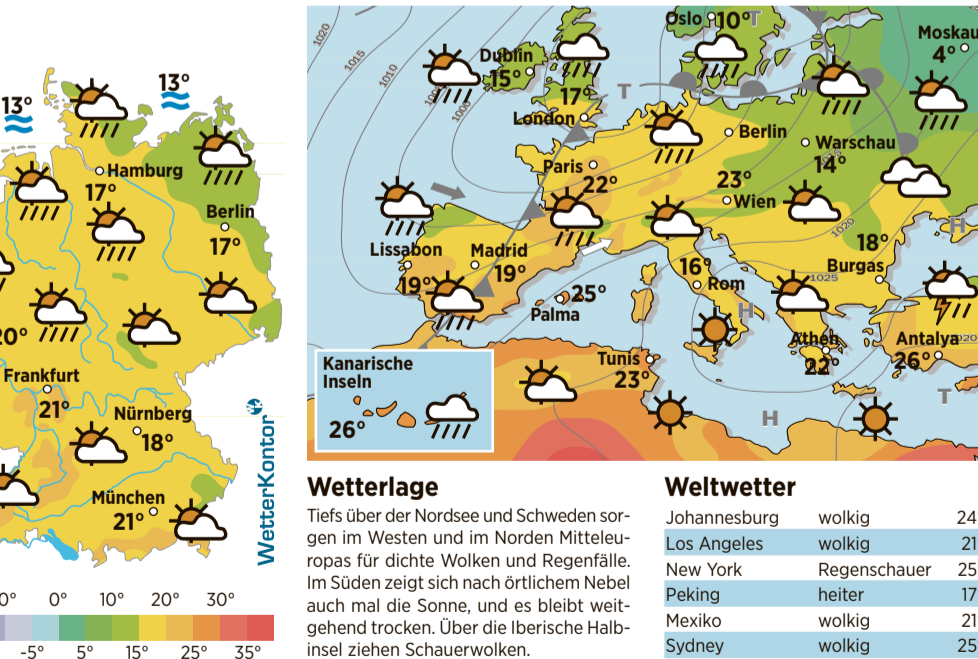 13°
13°
Hamburg
17°
Berlin
17°
20°
Frankfurt
21°
Nürnberg
18°
München
21°
WetterKontor
0° 10° 20° 30°
-5° 5° 15° 25° 35°
1020
1015
1010
1000
Oslo 10° T
Moskau
4°
Dublin
15°
17°
London
T
Berlin
Warschau
14°
Paris
22°
23°
Wien
1020
H
18°
Burgas
1025
Lissabon
19°
Madrid
19°
16°
Rom
25°
Palma
H
Athen
22°
Antalya
26°
T
Tunis
23°
H
Kanarische
Inseln
26°
Wetterlage
Tiefs über der Nordsee und Schweden sor-
gen im Westen und im Norden Mitteleu-
ropas für dichte Wolken und Regenfälle.
Im Süden zeigt sich nach örtlichem Nebel
auch mal die Sonne, und es bleibt weit-
gehend trocken. Über die Iberische Halb-
insel ziehen Schauerwolken.
Weltwetter
Johannesburg wolkig 24
Los Angeles wolkig 21
New York Regenschauer 25
Peking heiter 17
Mexiko wolkig 21
Sydney wolkig 25